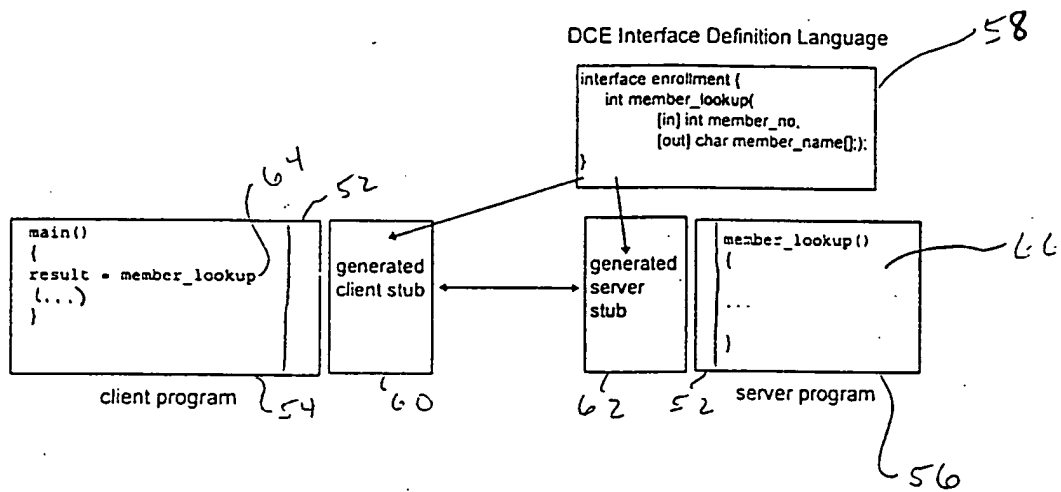 DCE Interface Definition Language
58
interface enrollment {
int member_lookup(
[in] int member_no,
[out] char member_name[];);
}
64
52
main()
{
result = member_lookup
(...)
}
generated
client stub
generated
server
stub
member_lookup()
{
...
}
66
client program
54
60
62
52
server program
56